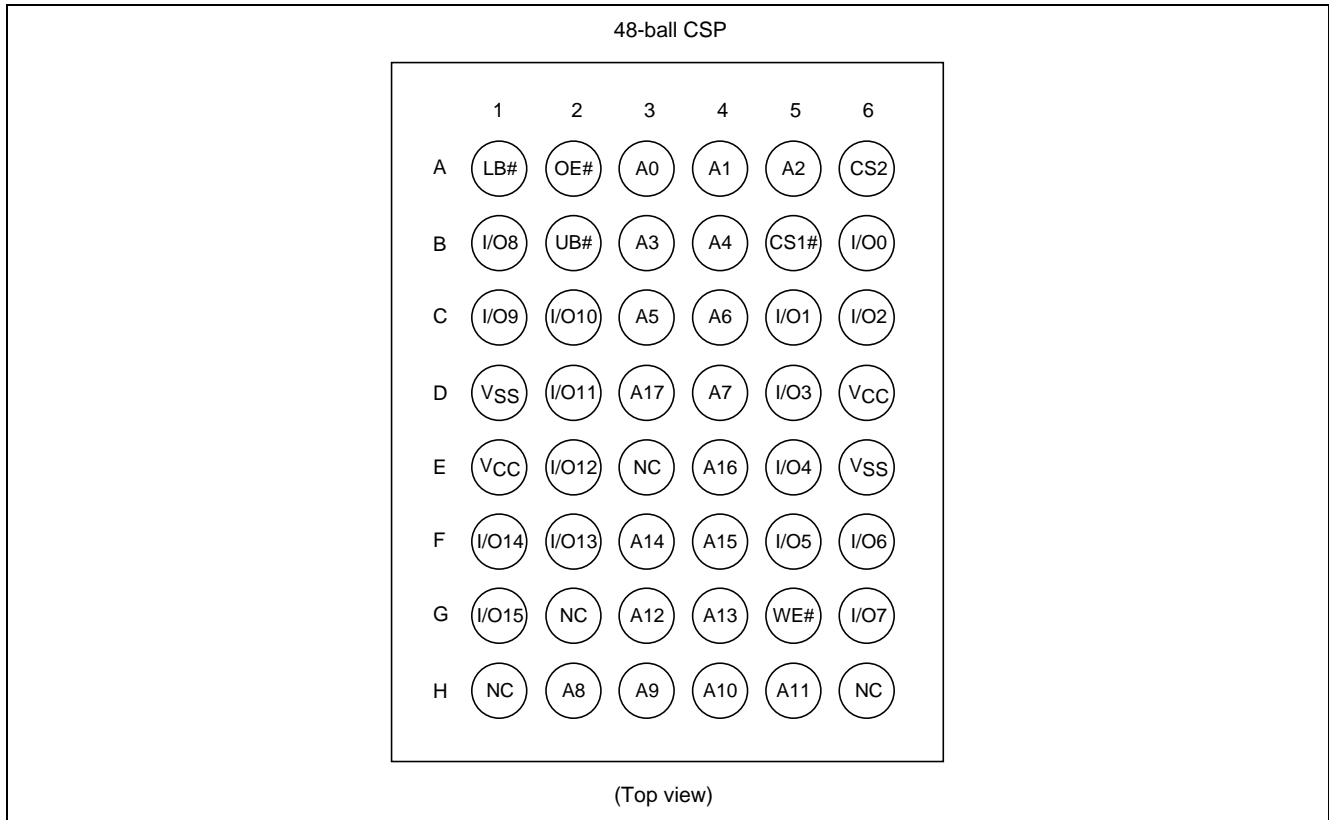 48-ball CSP
1 2 3 4 5 6
A LB# OE# A0 A1 A2 CS2
B I/O8 UB# A3 A4 CS1# I/O0
C I/O9 I/O10 A5 A6 I/O1 I/O2
D VSS I/O11 A17 A7 I/O3 VCC
E VCC I/O12 NC A16 I/O4 VSS
F I/O14 I/O13 A14 A15 I/O5 I/O6
G I/O15 NC A12 A13 WE# I/O7
H NC A8 A9 A10 A11 NC
(Top view)